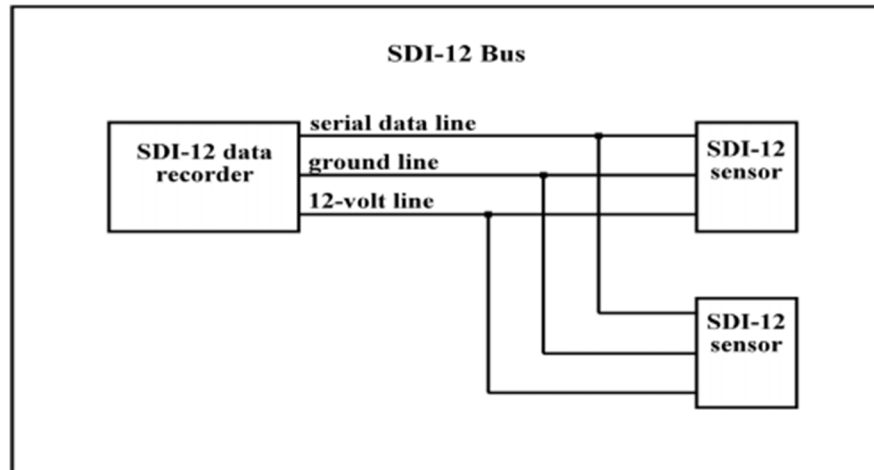 SDI-12 Bus
SDI-12 data
recorder
serial data line
ground line
12-volt line
SDI-12
sensor
SDI-12
sensor